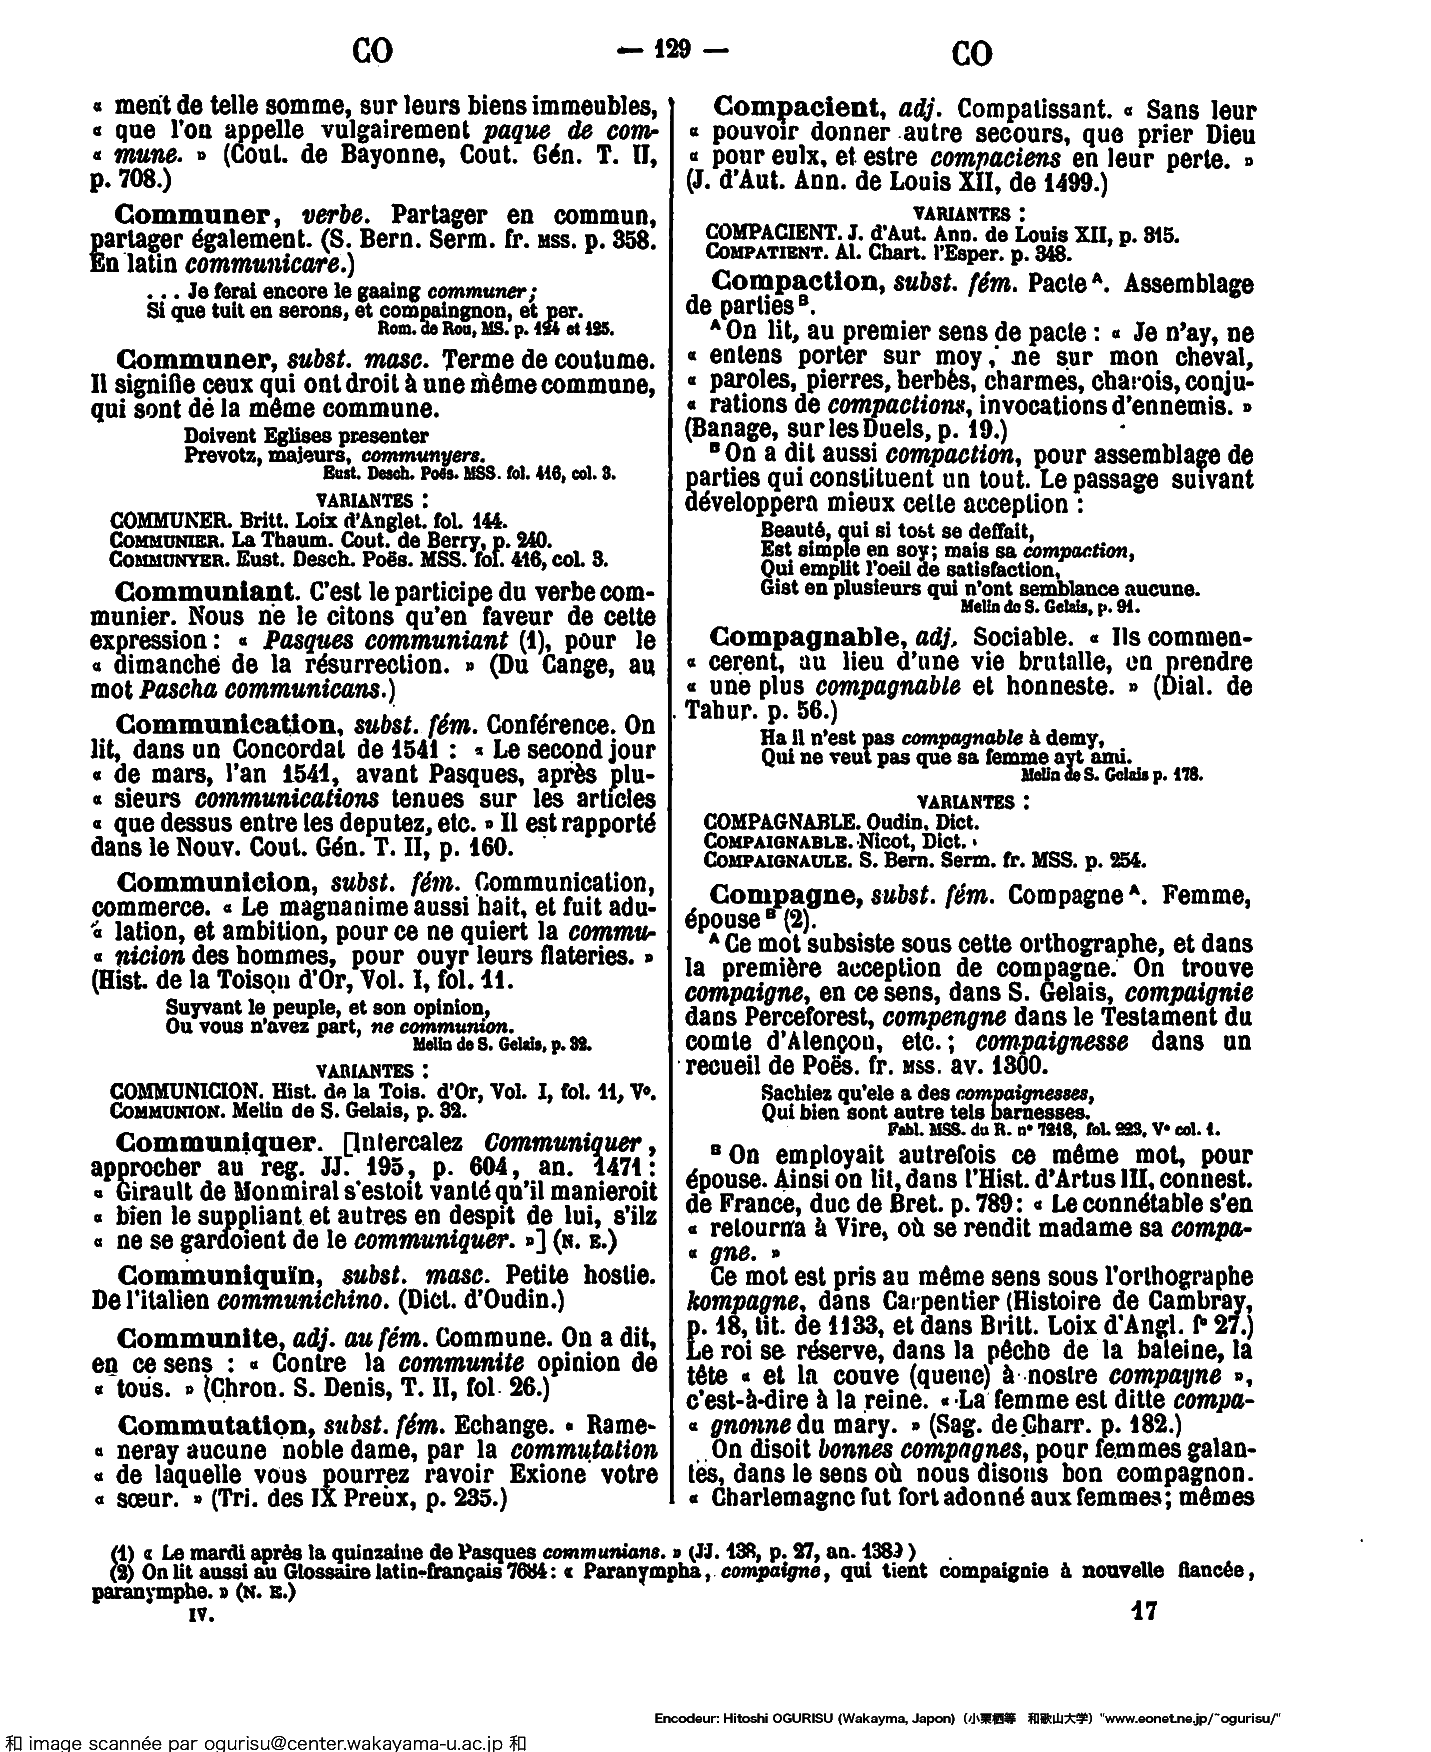 CO — 129 — CO
« ment de telle somme, sur leurs biens immeubles,
« que l'on appelle vulgairement paque de com-
« mune. » (Cout. de Bayonne, Cout. Gén. T. II,
p. 708.)
Communer, verbe. Partager en commun,
partager également. (S. Bern. Serm. fr. MSS. p. 358.
En latin communicare.)
. . . Je ferai encore le gaaing communer;
Si que tuit en serons, et compaingnon, et per.
Rom. de Rou, MS. p. 124 et 125.
Communer, subst. masc. Terme de coutume.
Il signifie ceux qui ont droit à une même commune,
qui sont de la même commune.
Doivent Eglises presenter
Prevotz, majeurs, communyers.
Eust. Desch. Poës. MSS. fol. 416, col. 3.
VARIANTES :
COMMUNER. Britt. Loix d'Anglet. fol. 144.
COMMUNIER. La Thaum. Cout. de Berry, p. 240.
COMMUNYER. Eust. Desch. Poës. MSS. fol. 416, col. 3.
Communiant. C'est le participe du verbe com-
munier. Nous ne le citons qu'en faveur de cette
expression : « Pasques communiant (1), pour le
« dimanche de la résurrection. » (Du Cange, au
mot Pascha communicans.)
Communication, subst. fém. Conférence. On
lit, dans un Concordat de 1541 : « Le second jour
« de mars, l'an 1541, avant Pasques, après plu-
« sieurs communications tenues sur les articles
« que dessus entre les deputez, etc. » Il est rapporté
dans le Nouv. Cout. Gén. T. II, p. 160.
Communicion, subst. fém. Communication,
commerce. « Le magnanime aussi hait, et fuit adu-
« lation, et ambition, pour ce ne quiert la commu-
« nicion des hommes, pour ouyr leurs flateries. »
(Hist. de la Toison d'Or, Vol. I, fol. 11.
Suyvant le peuple, et son opinion,
Ou vous n'avez part, ne communion.
Melin de S. Gelais, p. 32.
VARIANTES :
COMMUNICION. Hist. de la Tois. d'Or, Vol. I, fol. 11, Vº.
COMMUNION. Melin de S. Gelais, p. 32.
Communiquer. [Intercalez Communiquer,
approcher au reg. JJ. 195, p. 604, an. 1471 :
« Girault de Monmiral s'estoit vanté qu'il manieroit
« bien le suppliant et autres en despit de lui, s'ilz
« ne se gardoient de le communiquer. »] (N. E.)
Communiquïn, subst. masc. Petite hostie.
De l'italien communichino. (Dict. d'Oudin.)
Communite, adj. au fém. Commune. On a dit,
en ce sens : « Contre la communite opinion de
« tous. » (Chron. S. Denis, T. II, fol. 26.)
Commutation, subst. fém. Echange. « Rame-
« neray aucune noble dame, par la commutation
« de laquelle vous pourrez ravoir Exione votre
« sœur. » (Tri. des IX Preux, p. 235.)
Compacient, adj. Compatissant. « Sans leur
« pouvoir donner autre secours, que prier Dieu
« pour eulx, et estre compaciens en leur perte. »
(J. d'Aut. Ann. de Louis XII, de 1499.)
VARIANTES :
COMPACIENT. J. d'Aut. Ann. de Louis XII, p. 315.
COMPATIENT. Al. Chart. l'Esper. p. 348.
Compaction, subst. fém. Pacte A. Assemblage
de parties B.
A On lit, au premier sens de pacte : « Je n'ay, ne
« entens porter sur moy, ne sur mon cheval,
« paroles, pierres, herbes, charmes, charois, conju-
« rations de compactions, invocations d'ennemis. »
(Banage, sur les Duels, p. 19.)
B On a dit aussi compaction, pour assemblage de
parties qui constituent un tout. Le passage suivant
développera mieux cette acception :
Beauté, qui si tost se deffait,
Est simple en soy; mais sa compaction,
Qui emplit l'oeil de satisfaction,
Gist en plusieurs qui n'ont semblance aucune.
Melin de S. Gelais, p. 91.
Compagnable, adj. Sociable. « Ils commen-
« cerent, au lieu d'une vie brutalle, en prendre
« une plus compagnable et honneste. » (Dial. de
Tahur. p. 56.)
Ha il n'est pas compagnable à demy,
Qui ne veut pas que sa femme ayt ami.
Melin de S. Gelais p. 178.
VARIANTES :
COMPAGNABLE. Oudin, Dict.
COMPAIGNABLE. Nicot, Dict.
COMPAIGNAULE. S. Bern. Serm. fr. MSS. p. 254.
Compagne, subst. fém. Compagne A. Femme,
épouse B (2).
A Ce mot subsiste sous cette orthographe, et dans
la première acception de compagne. On trouve
compaigne, en ce sens, dans S. Gelais, compaignie
dans Perceforest, compengne dans le Testament du
comte d'Alençon, etc. ; compaignesse dans un
recueil de Poës. fr. MSS. av. 1300.
Sachiez qu'ele a des compaignesses,
Qui bien sont autre tels barnesses.
Fabl. MSS. du R. nº 7218, fol. 223, Vº col. 1.
B On employait autrefois ce même mot, pour
épouse. Ainsi on lit, dans l'Hist. d'Artus III, connest.
de France, duc de Bret. p. 789 : « Le connétable s'en
« retourna à Vire, où se rendit madame sa compa-
« gne. »
Ce mot est pris au même sens sous l'orthographe
kompagne, dans Carpentier (Histoire de Cambray,
p. 18, tit. de 1133, et dans Britt. Loix d'Angl. fº 27.)
Le roi se réserve, dans la pêche de la baleine, la
tête « et la couve (queue) à nostre compagne »,
c'est-à-dire à la reine. « La femme est ditte compa-
« gnonne du mary. » (Sag. de Charr. p. 182.)
On disoit bonnes compagnes, pour femmes galan-
tes, dans le sens où nous disons bon compagnon.
« Charlemagne fut fort adonné aux femmes; mêmes
(1) « Le mardi après la quinzaine de Pasques communians. » (JJ. 138, p. 27, an. 1389)
(2) On lit aussi au Glossaire latin-français 7684 : « Paranympha, compaigne, qui tient compaignie à nouvelle fiancée,
paranymphe. » (N. E.)
IV. 17
Encodeur: Hitoshi OGURISU (Wakayma, Japon) (小栗栖等 和歌山大学) "www.eonet.ne.jp/~ogurisu/"
和 image scannée par ogurisu@center.wakayama-u.ac.jp 和